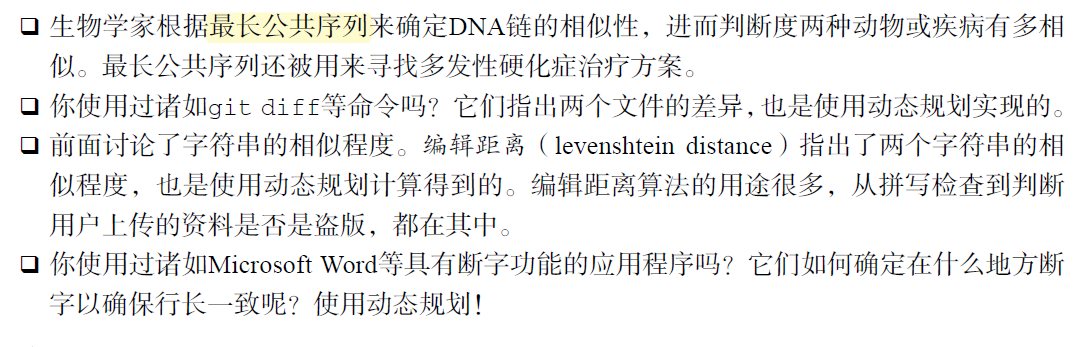 ❏ 生物学家根据最长公共序列来确定DNA链的相似性，进而判断度两种动物或疾病有多相
似。最长公共序列还被用来寻找多发性硬化症治疗方案。
❏ 你使用过诸如git diff等命令吗？它们指出两个文件的差异，也是使用动态规划实现的。
❏ 前面讨论了字符串的相似程度。编辑距离（levenshtein distance）指出了两个字符串的相
似程度，也是使用动态规划计算得到的。编辑距离算法的用途很多，从拼写检查到判断
用户上传的资料是否是盗版，都在其中。
❏ 你使用过诸如Microsoft Word等具有断字功能的应用程序吗？它们如何确定在什么地方断
字以确保行长一致呢？使用动态规划！